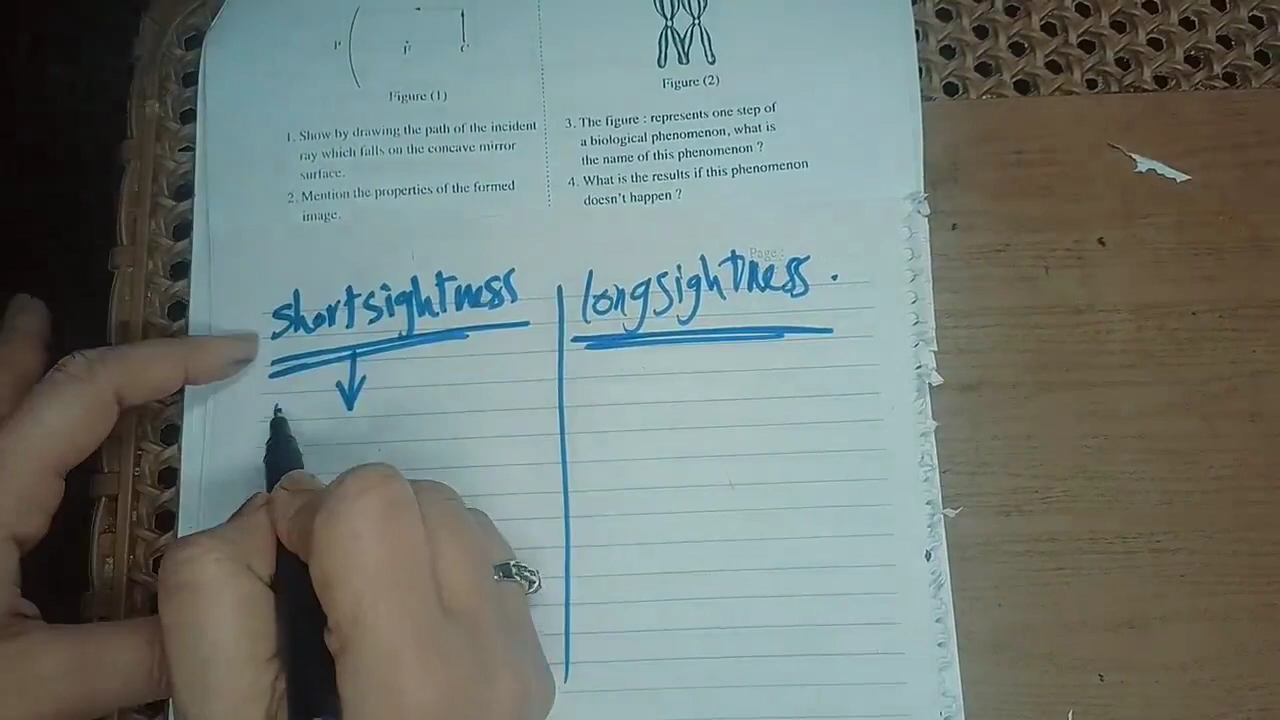 P
F
C
Figure (1)
1. Show by drawing the path of the incident
ray which falls on the concave mirror
surface.
2. Mention the properties of the formed
image.
Figure (2)
3. The figure : represents one step of
a biological phenomenon, what is
the name of this phenomenon ?
4. What is the results if this phenomenon
doesn't happen ?
Page :
shortsightness
longsightness.